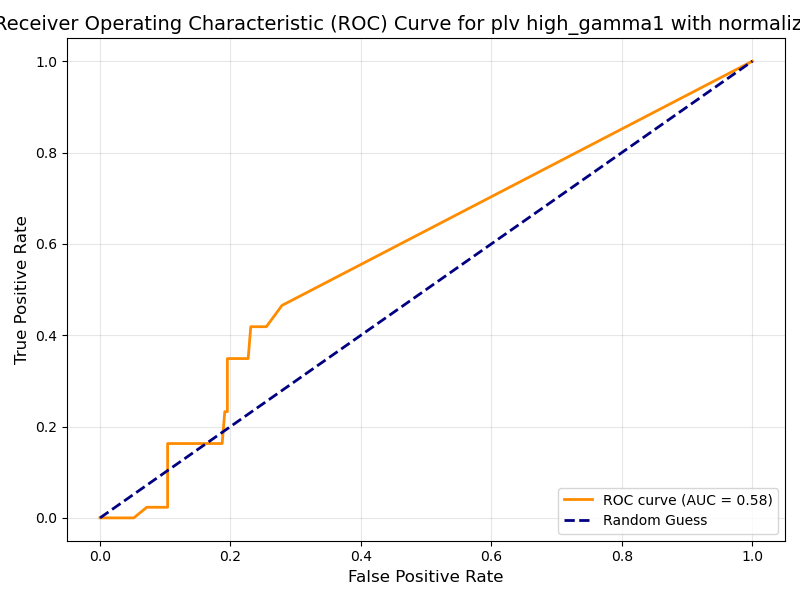 Receiver Operating Characteristic (ROC) Curve for plv high_gamma1 with normaliz
1.0
0.8
0.6
0.4
0.2
0.0
True Positive Rate
ROC curve (AUC = 0.58)
Random Guess
0.0 0.2 0.4 0.6 0.8 1.0
False Positive Rate